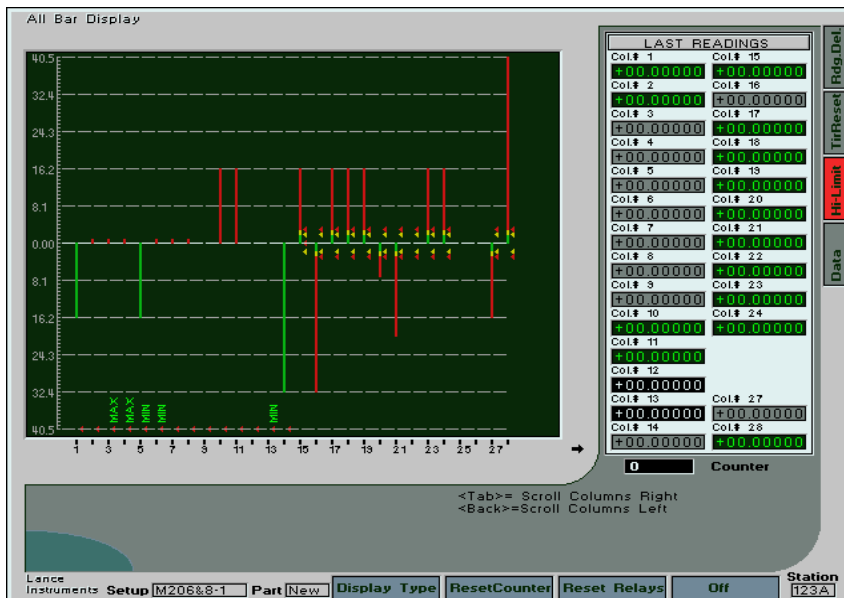 All Bar Display
40.5
32.4
24.3
16.2
8.1
0.00
8.1
16.2
24.3
32.4
40.5
MAX MAX MIN MIN MIN
1 3 5 7 9 11 13 15 17 19 21 23 25 27
LAST READINGS
Col.# 1 Col.# 15
+00.00000 +00.00000
Col.# 2 Col.# 16
+00.00000 +00.00000
Col.# 3 Col.# 17
+00.00000 +00.00000
Col.# 4 Col.# 18
+00.00000 +00.00000
Col.# 5 Col.# 19
+00.00000 +00.00000
Col.# 6 Col.# 20
+00.00000 +00.00000
Col.# 7 Col.# 21
+00.00000 +00.00000
Col.# 8 Col.# 22
+00.00000 +00.00000
Col.# 9 Col.# 23
+00.00000 +00.00000
Col.# 10 Col.# 24
+00.00000 +00.00000
Col.# 11
+00.00000
Col.# 12
+00.00000
Col.# 13 Col.# 27
+00.00000 +00.00000
Col.# 14 Col.# 28
+00.00000 +00.00000
0 Counter
Rdg.Del.
TirReset
Hi-Limit
Data
<Tab>= Scroll Columns Right
<Back>=Scroll Columns Left
Lance
Instruments Setup M206&8-1 Part New Display Type ResetCounter Reset Relays Off
Station
123A